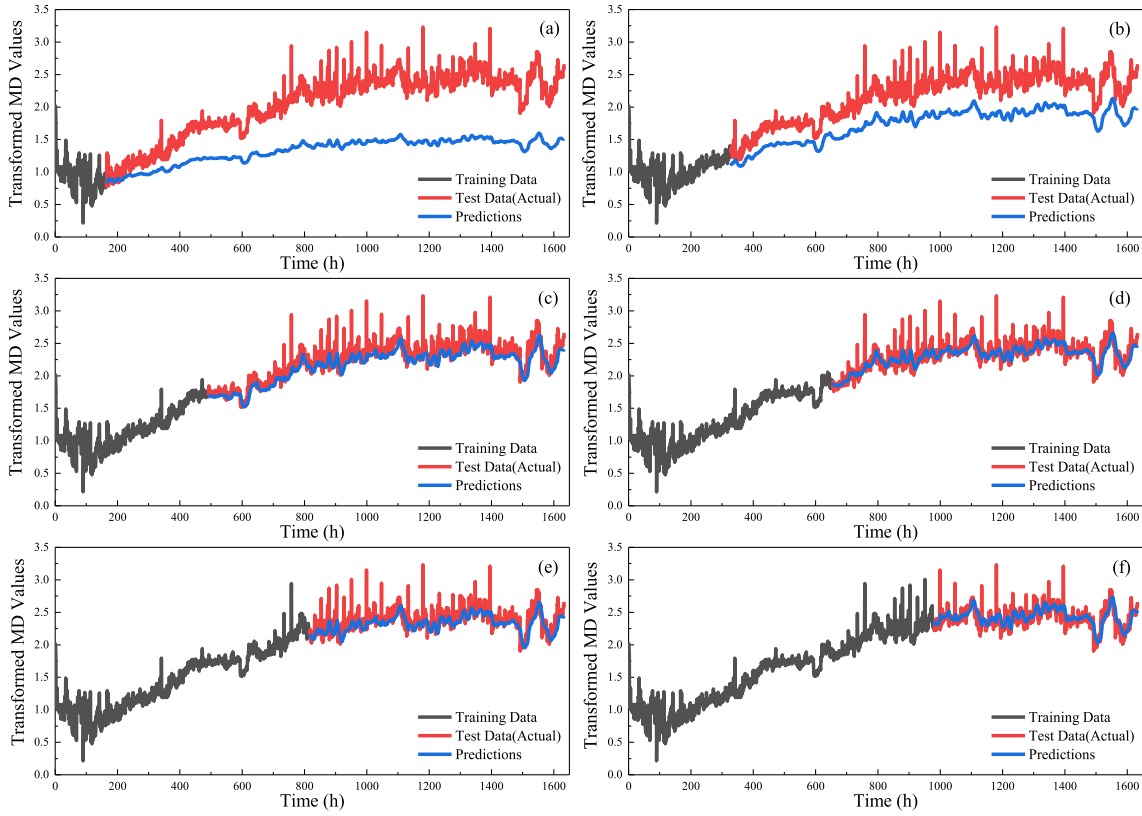 (a)
Transformed MD Values
3.5
3.0
2.5
2.0
1.5
1.0
0.5
0.0
Training Data
Test Data(Actual)
Predictions
0 200 400 600 800 1000 1200 1400 1600
Time (h)
(b)
Transformed MD Values
3.5
3.0
2.5
2.0
1.5
1.0
0.5
0.0
Training Data
Test Data(Actual)
Predictions
0 200 400 600 800 1000 1200 1400 1600
Time (h)
(c)
Transformed MD Values
3.5
3.0
2.5
2.0
1.5
1.0
0.5
0.0
Training Data
Test Data(Actual)
Predictions
0 200 400 600 800 1000 1200 1400 1600
Time (h)
(d)
Transformed MD Values
3.5
3.0
2.5
2.0
1.5
1.0
0.5
0.0
Training Data
Test Data(Actual)
Predictions
0 200 400 600 800 1000 1200 1400 1600
Time (h)
(e)
Transformed MD Values
3.5
3.0
2.5
2.0
1.5
1.0
0.5
0.0
Training Data
Test Data(Actual)
Predictions
0 200 400 600 800 1000 1200 1400 1600
Time (h)
(f)
Transformed MD Values
3.5
3.0
2.5
2.0
1.5
1.0
0.5
0.0
Training Data
Test Data(Actual)
Predictions
0 200 400 600 800 1000 1200 1400 1600
Time (h)